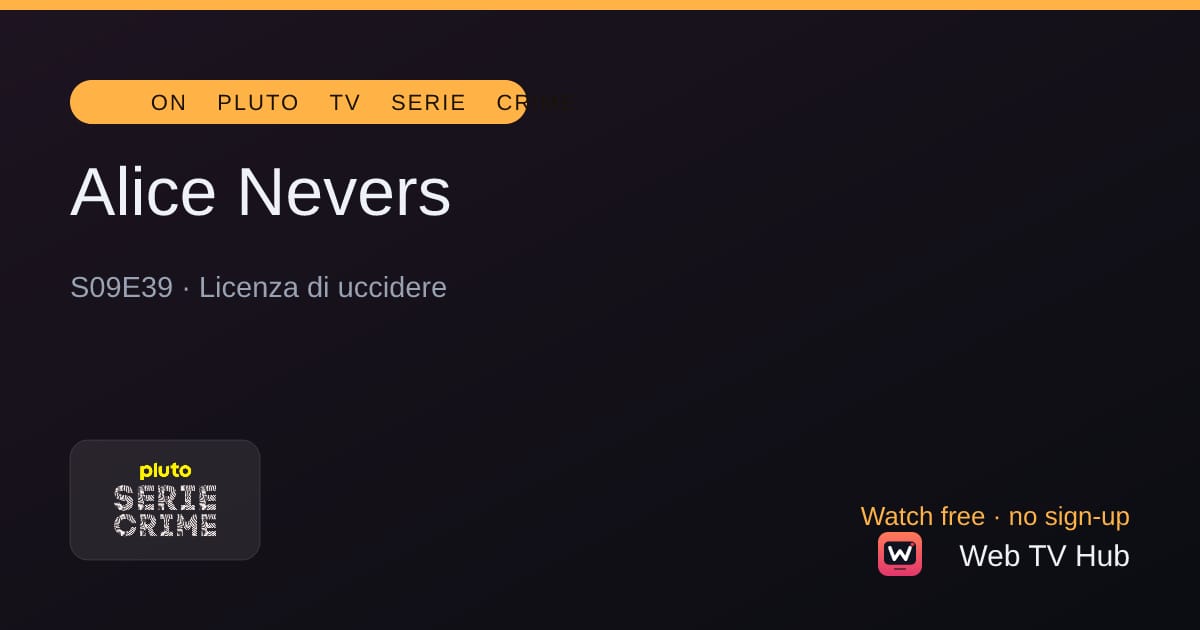 ON PLUTO TV SERIE CRIME
Alice Nevers
S09E39 · Licenza di uccidere
pluto
SERIE
CRIME
Watch free · no sign-up
W
Web TV Hub